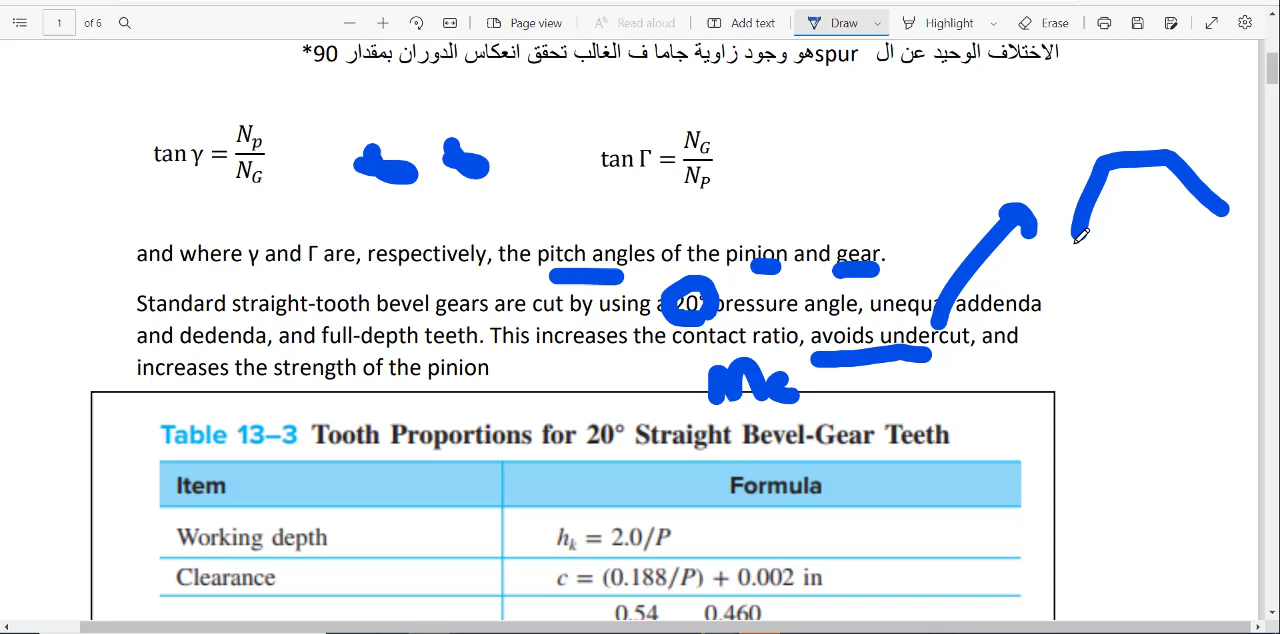 1 of 6 Page view Read aloud Add text Draw Highlight Erase
الاختلاف الوحيد عن ال spurهو وجود زاوية جاما ف الغالب تحقق انعكاس الدوران بمقدار 90*
tan γ = Np/NG tan Γ = NG/NP
and where γ and Γ are, respectively, the pitch angles of the pinion and gear.
Standard straight-tooth bevel gears are cut by using a 20° pressure angle, unequal addenda
and dedenda, and full-depth teeth. This increases the contact ratio, avoids undercut, and
increases the strength of the pinion
Table 13–3 Tooth Proportions for 20° Straight Bevel-Gear Teeth
Item Formula
Working depth hk = 2.0/P
Clearance c = (0.188/P) + 0.002 in
0.54 0.460